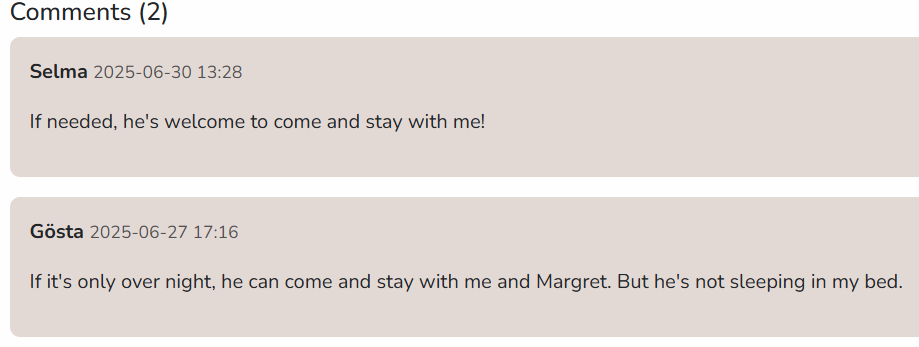 Comments (2)
Selma 2025-06-30 13:28
If needed, he's welcome to come and stay with me!
Gösta 2025-06-27 17:16
If it's only over night, he can come and stay with me and Margret. But he's not sleeping in my bed.